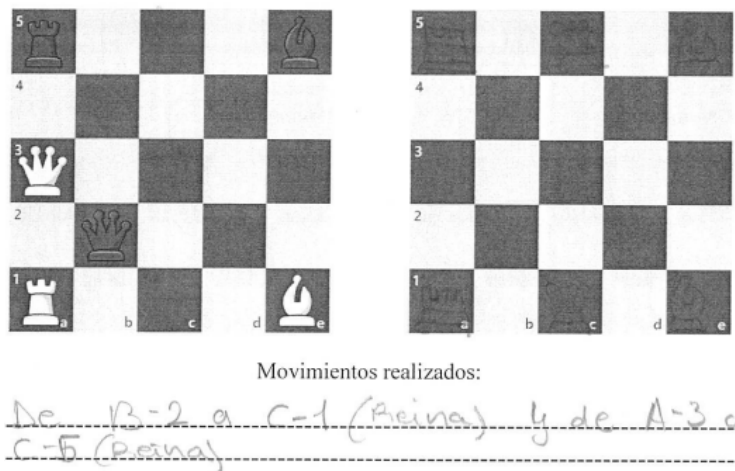 5 5
4 4
3 3
2 2
1 1
a b c d e a b c d e
Movimientos realizados:
De B-2 a C-1 (Reina) y de A-3 a
C-5 (Reina)